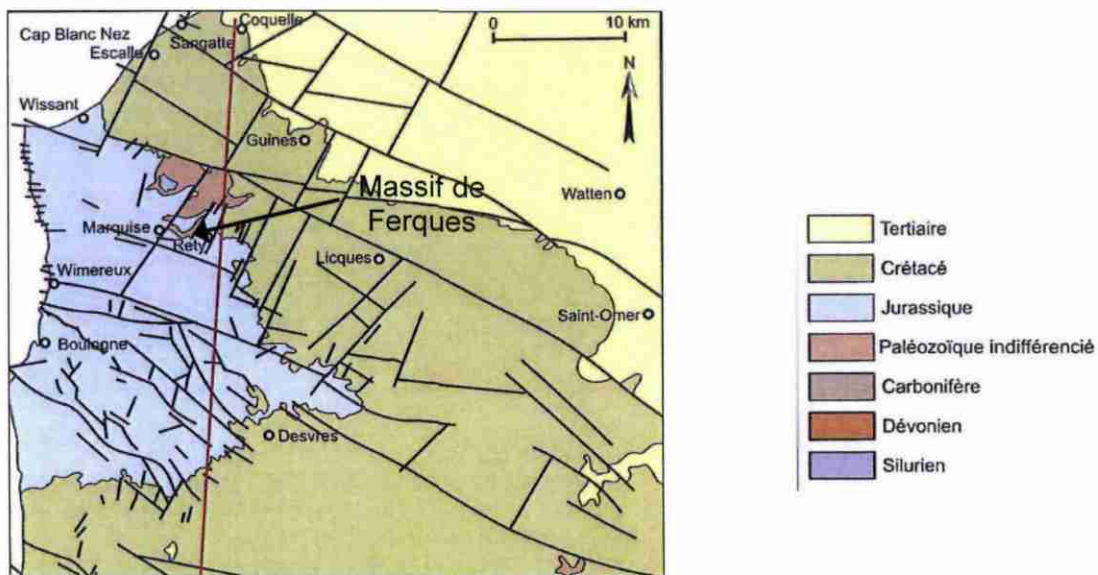 Coquelle
0
10 km
Cap Blanc Nez
Sangatte
Escalle
N
Wissant
Guines
Massif de
Ferques
Watten
Marquise
Rety
Licques
Wimereux
Saint-Omer
Boulogne
Desvres
Tertiaire
Crétacé
Jurassique
Paléozoïque indifférencié
Carbonifère
Dévonien
Silurien